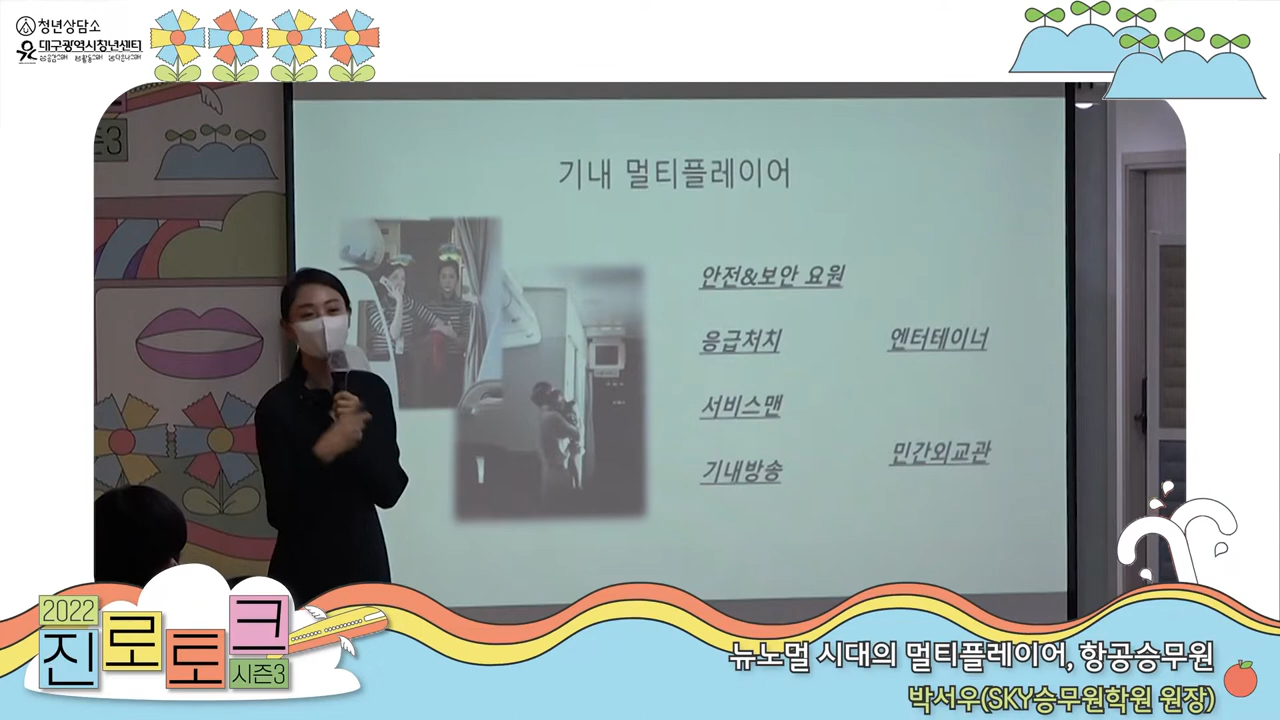 청년상담소
대구광역시청년센터
즌3
기내 멀티플레이어
안전&보안 요원
응급처치
엔터테이너
서비스맨
민간외교관
기내방송
2022
진로토크
시즌3
뉴노멀 시대의 멀티플레이어, 항공승무원
박서우(SKY승무원학원 원장)